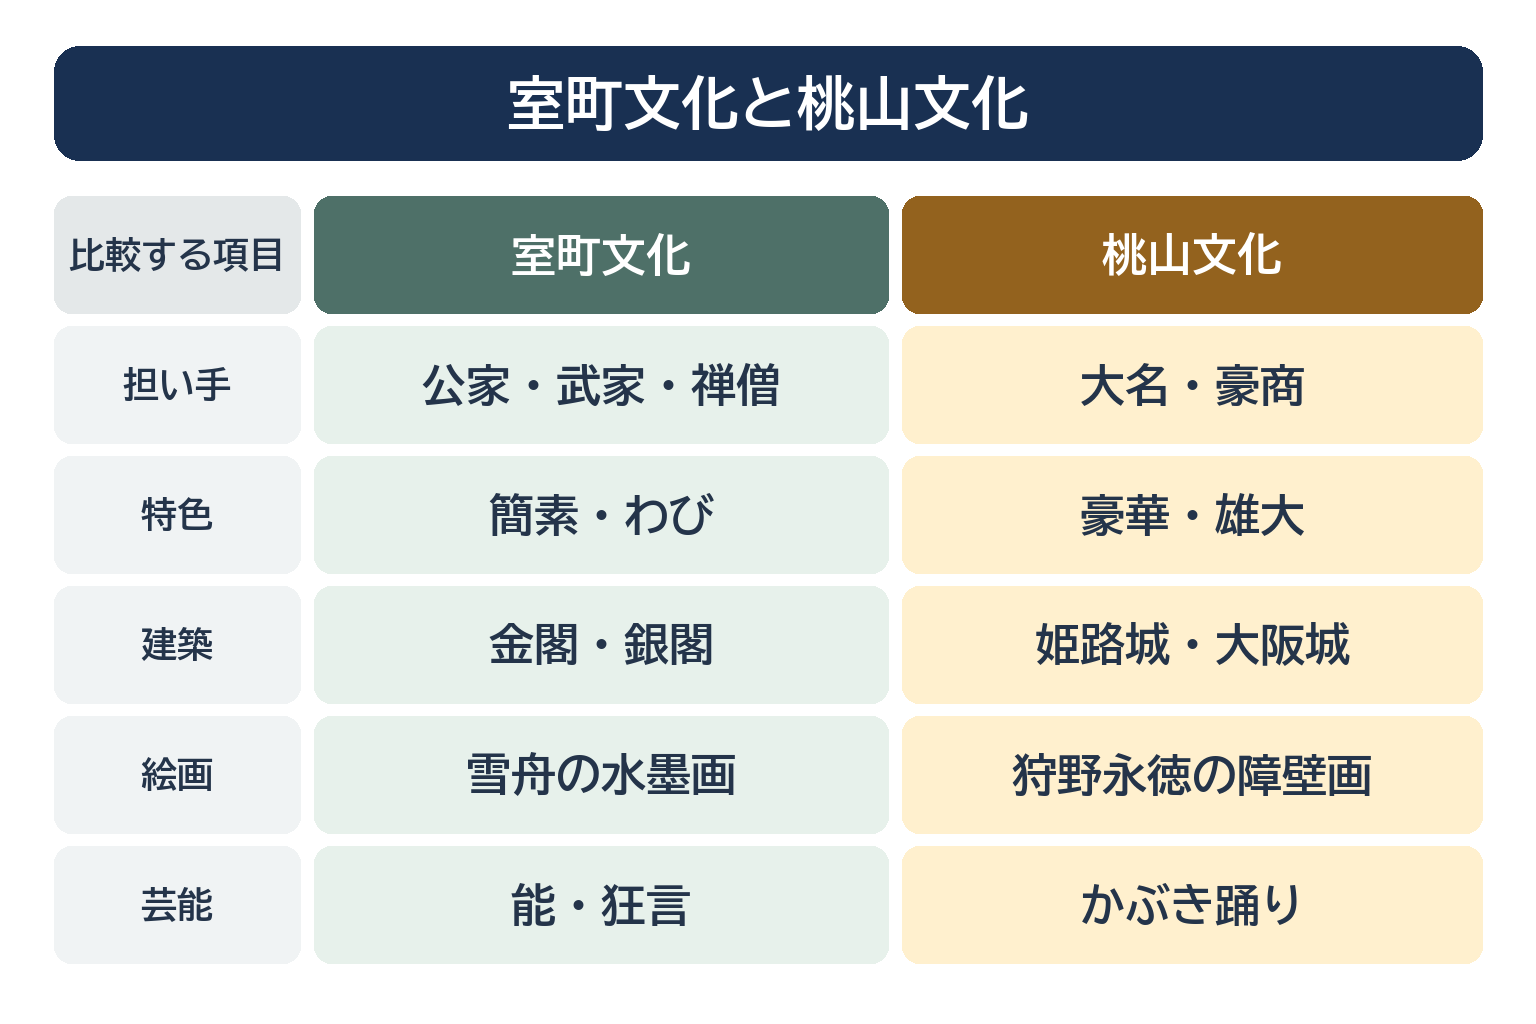 室町文化と桃山文化
比較する項目 室町文化 桃山文化
担い手 公家・武家・禅僧 大名・豪商
特色 簡素・わび 豪華・雄大
建築 金閣・銀閣 姫路城・大阪城
絵画 雪舟の水墨画 狩野永徳の障壁画
芸能 能・狂言 かぶき踊り